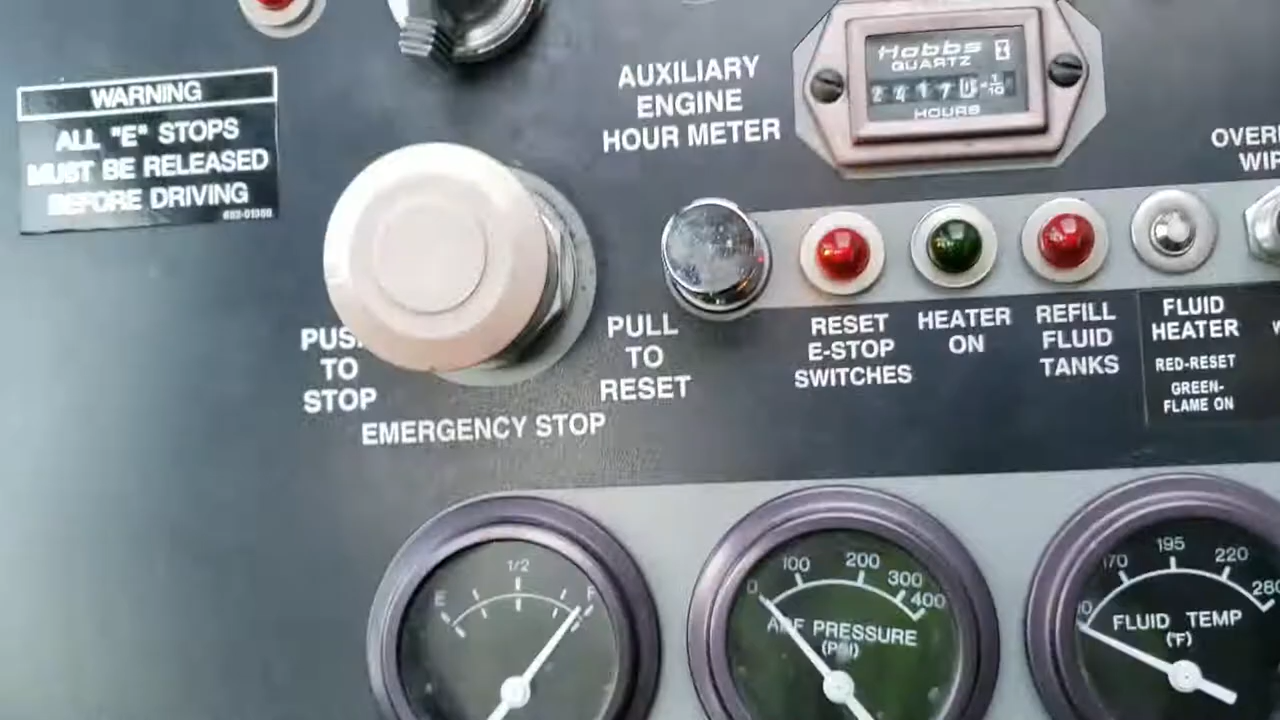 WARNING
ALL "E" STOPS
MUST BE RELEASED
BEFORE DRIVING
AUXILIARY
ENGINE
HOUR METER
Hobbs
QUARTZ
1/10
HOURS
PUSH
TO
STOP
PULL
TO
RESET
EMERGENCY STOP
RESET
E-STOP
SWITCHES
HEATER
ON
REFILL
FLUID
TANKS
FLUID
HEATER
RED-RESET
GREEN-
FLAME ON
E 1/2 F
0 100 200 300 400
PRESSURE
(PSI)
170 195 220 280
FLUID TEMP
(°F)